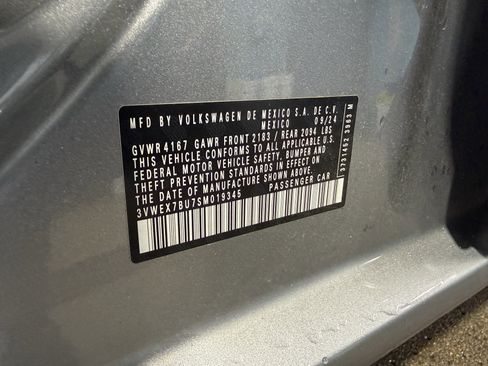 MFD BY VOLKSWAGEN DE MEXICO S.A. DE C.V.
MEXICO 09/24
GVWR 4167 GAWR FRONT 2183 / REAR 2094 LBS
THIS VEHICLE CONFORMS TO ALL APPLICABLE U.S.
FEDERAL MOTOR VEHICLE SAFETY, BUMPER AND
THEFT PREVENTION STANDARDS IN EFFECT ON
THE DATE OF MANUFACTURE SHOWN ABOVE.
3VWEX7BU7SM019345 PASSENGER CAR
3731452 3963 M